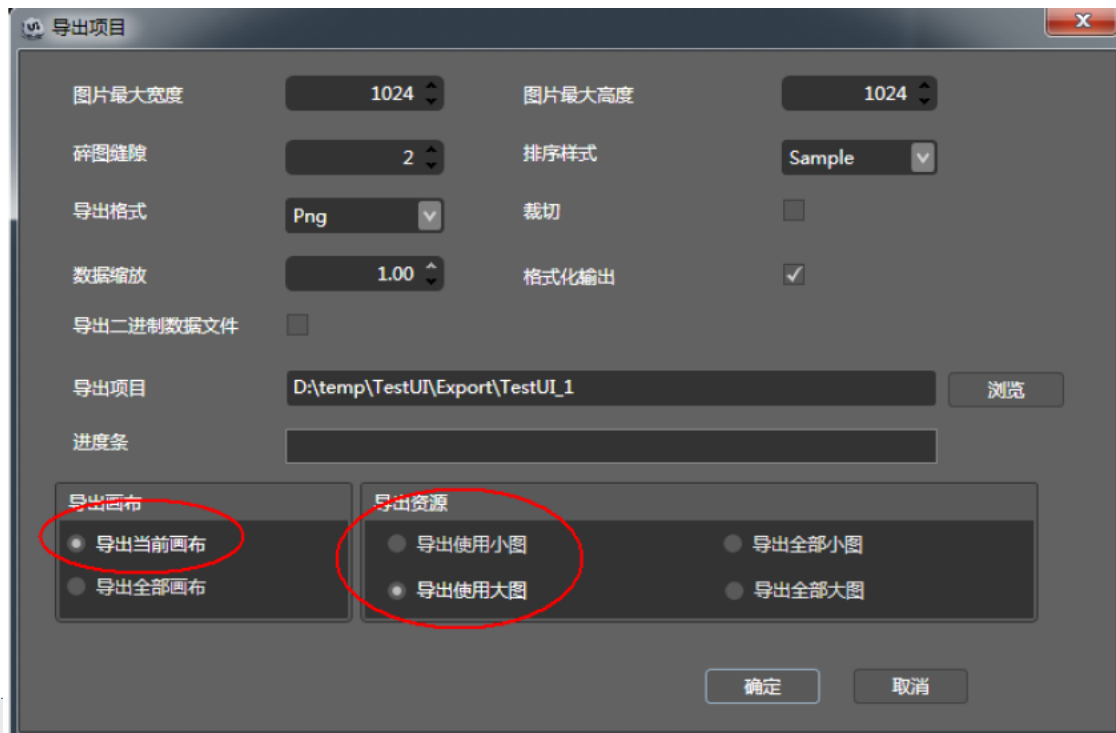 导出项目
图片最大宽度 1024 图片最大高度 1024
碎图缝隙 2 排序样式 Sample
导出格式 Png 裁切
数据缩放 1.00 格式化输出
导出二进制数据文件
导出项目 D:\temp\TestUI\Export\TestUI_1 浏览
进度条
导出画布 导出资源
导出当前画布 导出使用小图 导出全部小图
导出全部画布 导出使用大图 导出全部大图
确定 取消